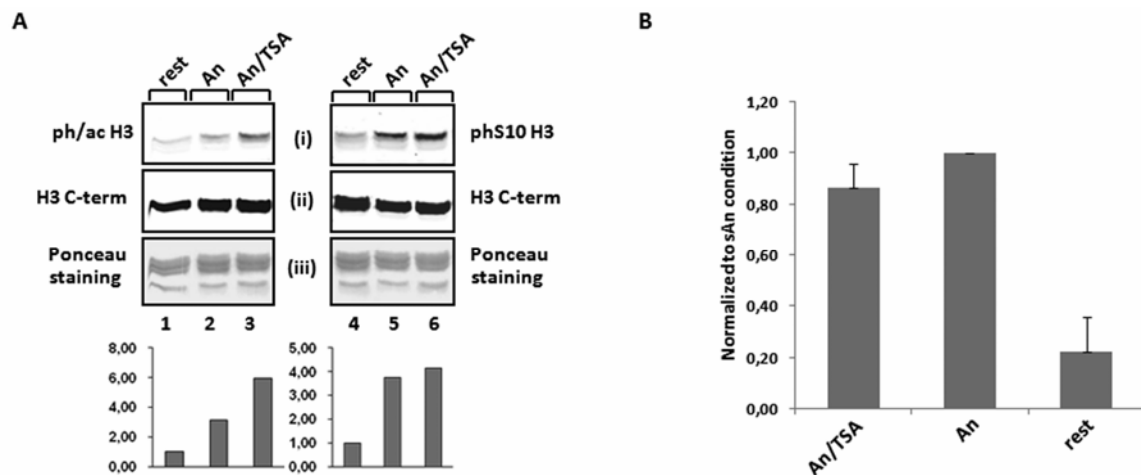 A
rest An An/TSA
rest An An/TSA
ph/ac H3 (i) phS10 H3
H3 C-term (ii) H3 C-term
Ponceau staining (iii) Ponceau staining
1 2 3 4 5 6
8,00
6,00
4,00
2,00
0,00
5,00
4,00
3,00
2,00
1,00
0,00
B
Normalized to sAn condition
1,20
1,00
0,80
0,60
0,40
0,20
0,00
An/TSA An rest